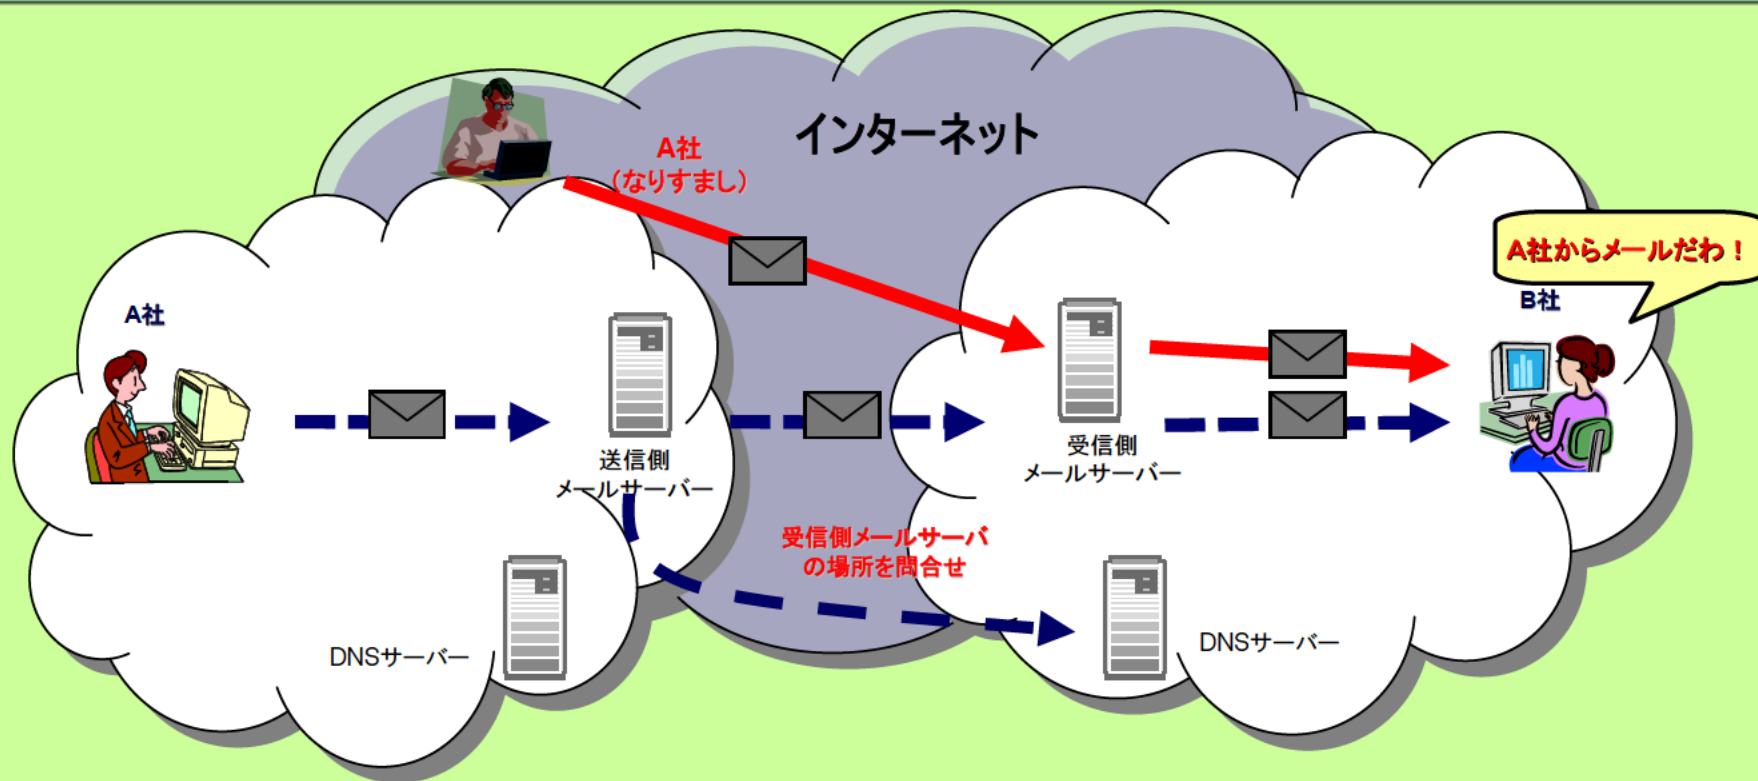 インターネット
A社
(なりすまし)
A社からメールだわ！
A社
B社
送信側
メールサーバー
受信側
メールサーバー
受信側メールサーバ
の場所を問合せ
DNSサーバー
DNSサーバー